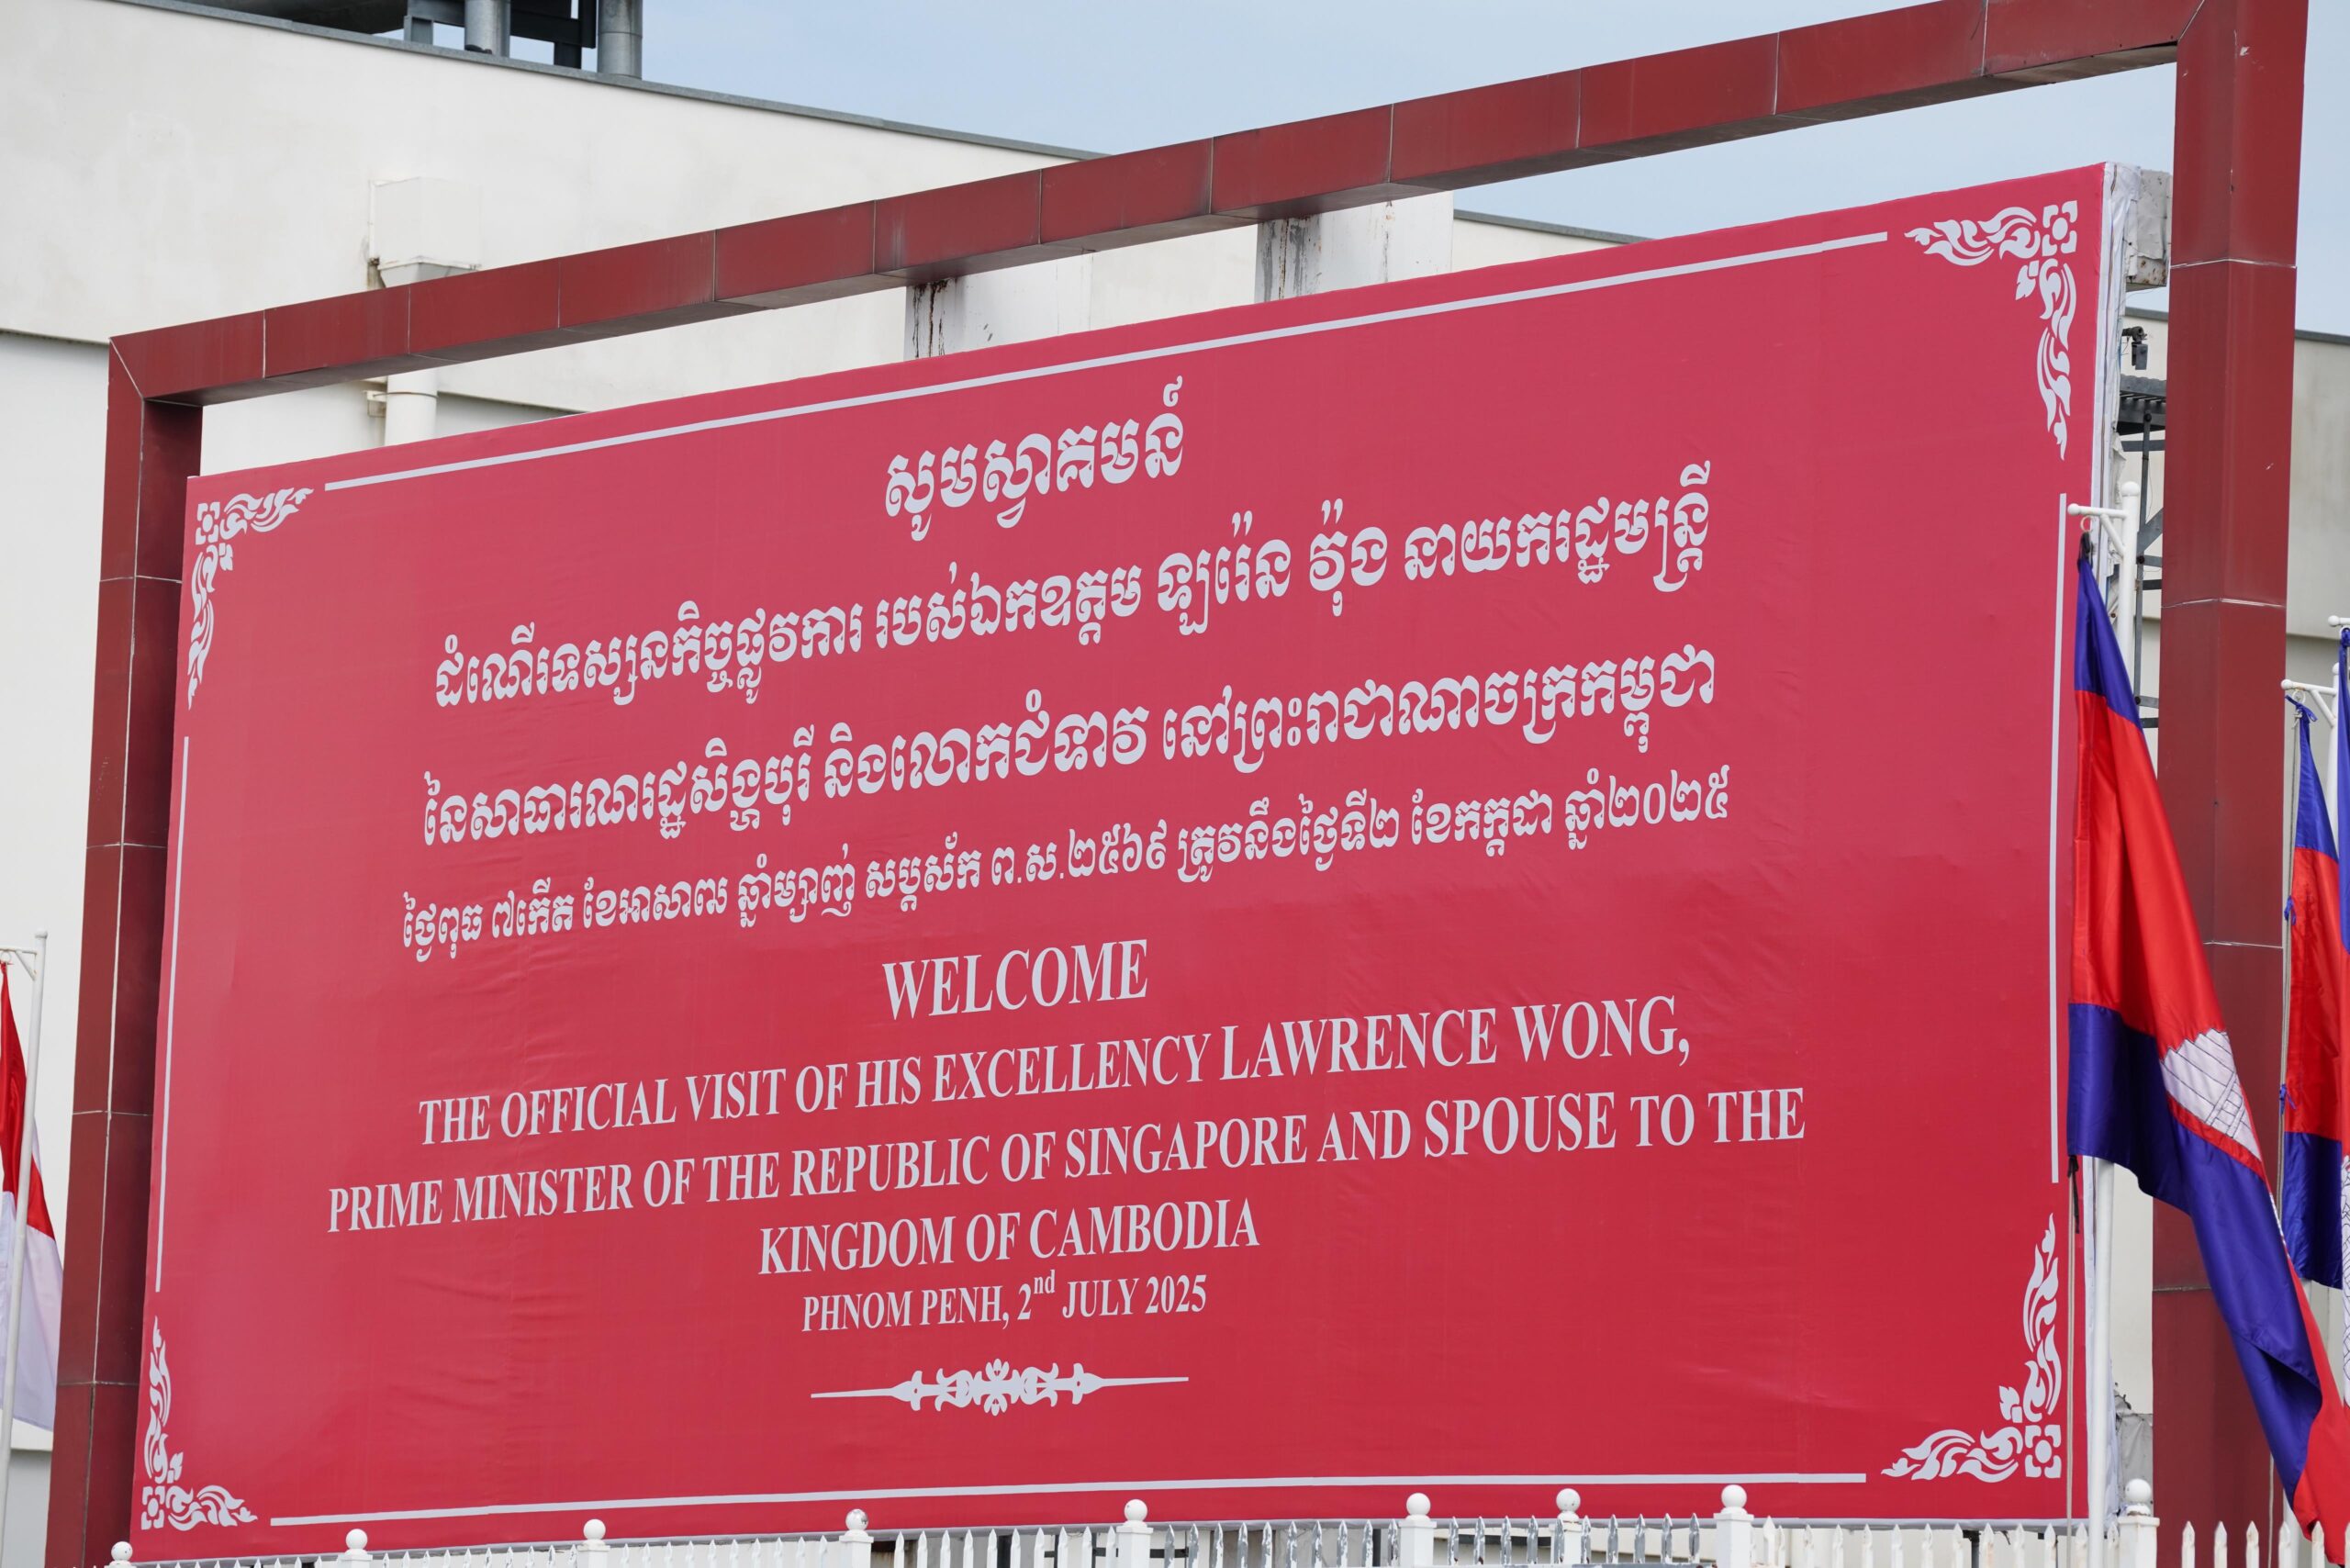 សូមស្វាគមន៍
ដំណើរទស្សនកិច្ចផ្លូវការ របស់ឯកឧត្តម ឡូរ៉េន វ៉ុង នាយករដ្ឋមន្ត្រី
នៃសាធារណរដ្ឋសិង្ហបុរី និងលោកជំទាវ នៅព្រះរាជាណាចក្រកម្ពុជា
ថ្ងៃពុធ ៧កើត ខែអាសាឍ ឆ្នាំម្សាញ់ សប្តស័ក ព.ស.២៥៦៩ ត្រូវនឹងថ្ងៃទី២ ខែកក្កដា ឆ្នាំ២០២៥
WELCOME
THE OFFICIAL VISIT OF HIS EXCELLENCY LAWRENCE WONG,
PRIME MINISTER OF THE REPUBLIC OF SINGAPORE AND SPOUSE TO THE
KINGDOM OF CAMBODIA
PHNOM PENH, 2nd JULY 2025